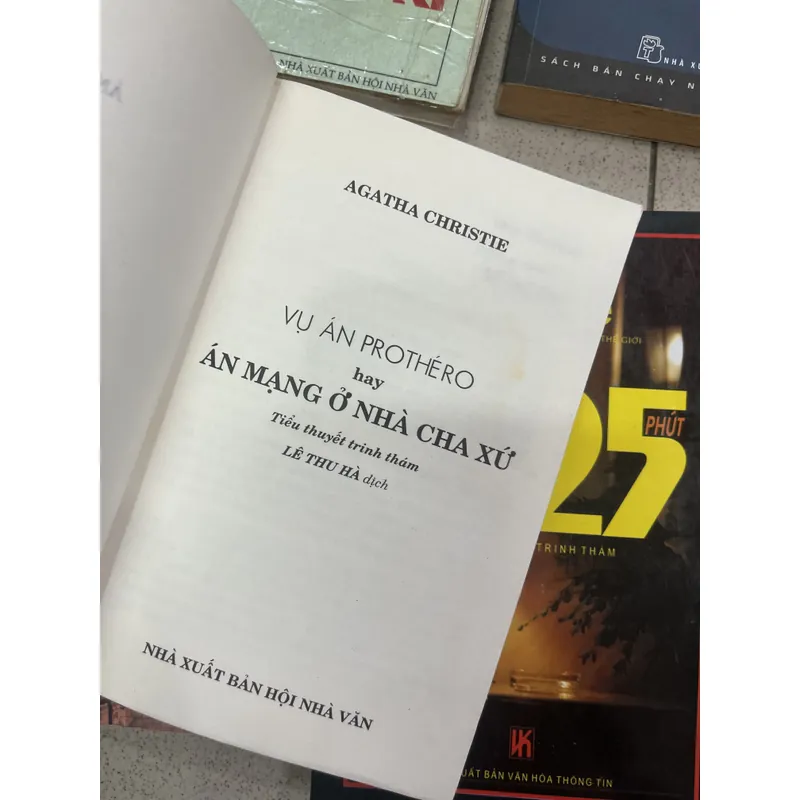 NHÀ XUẤT BẢN HỘI NHÀ VĂN
SÁCH BÁN CHẠY
AGATHA CHRISTIE
VỤ ÁN PROTHÉRO
hay
ÁN MẠNG Ở NHÀ CHA XỨ
Tiểu thuyết trinh thám
LÊ THU HÀ dịch
NHÀ XUẤT BẢN HỘI NHÀ VĂN
THẾ GIỚI
25
PHÚT
TRINH THÁM
BẢN VĂN HÓA THÔNG TIN